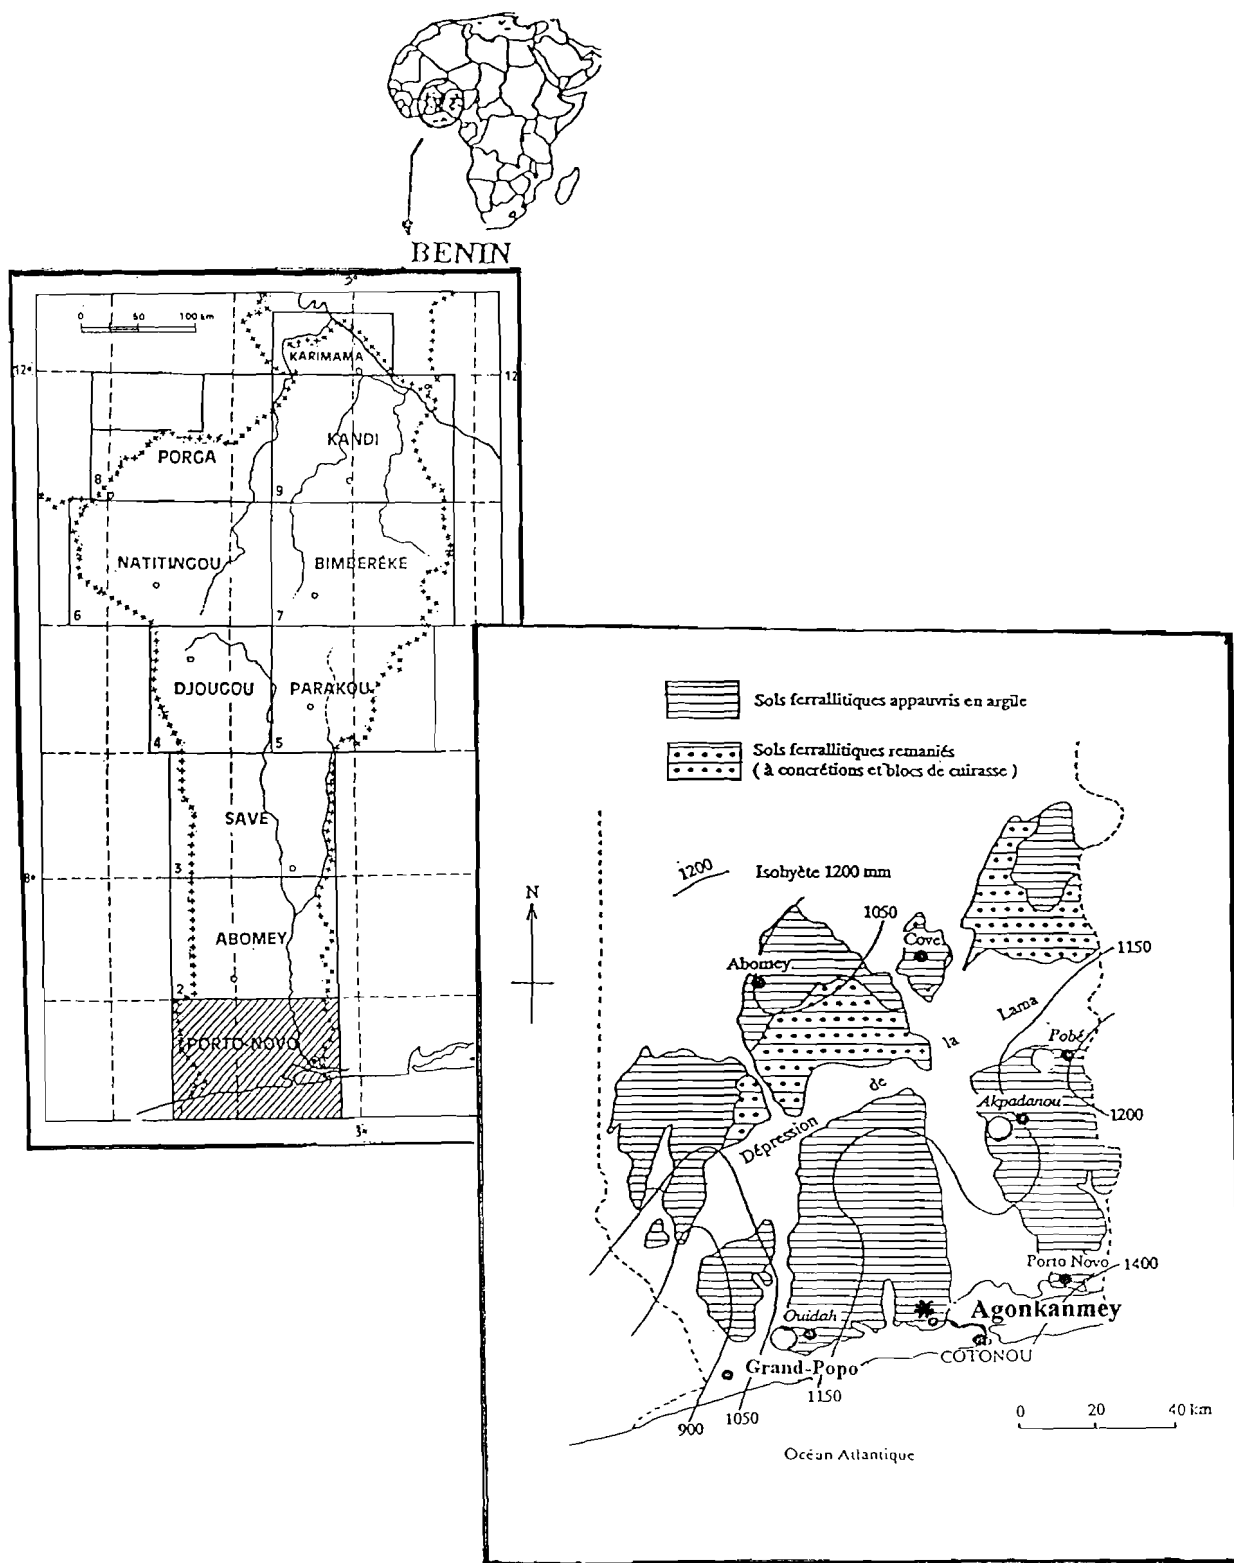 BENIN
3°
0 50 100 km
KARIMAMA
12°
12
KANDI
PORGA
8
9
NATITINGOU
BIMBEREKE
6
7
DJOUGOU
PARAKOU
4
5
SAVE
3
8°
ABOMEY
2
PORTO-NOVO
3°
Sols ferrallitiques appauvris en argile
Sols ferrallitiques remaniés
( à concrétions et blocs de cuirasse )
1200
Isohyète 1200 mm
N
1050
Cove
1150
Abomey
Lama
la
de
Dépression
Pobé
Akpadanou
1200
Porto Novo
1400
Agonkanmey
Ouidah
COTONOU
Grand-Popo
1150
1050
900
0 20 40 km
Océan Atlantique